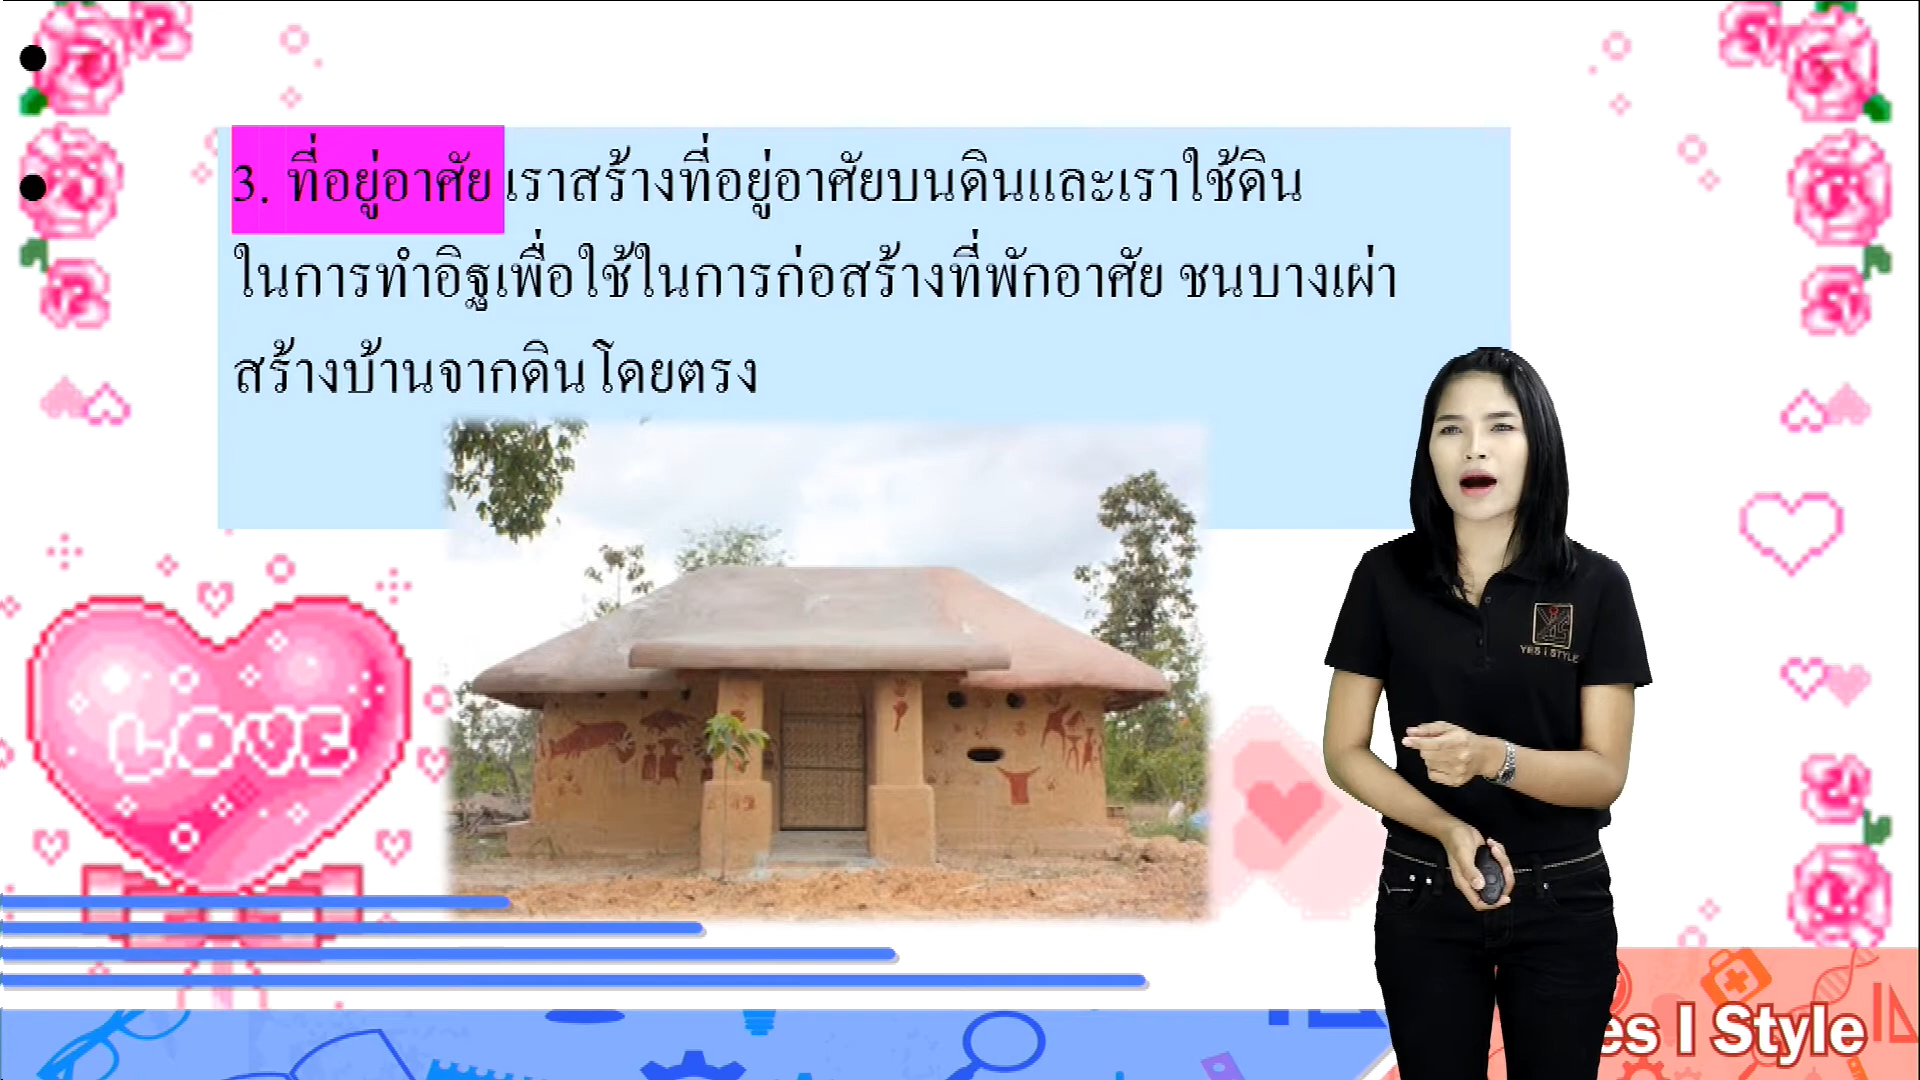 3. ที่อยู่อาศัย เราสร้างที่อยู่อาศัยบนดินและเราใช้ดิน
ในการทำอิฐเพื่อใช้ในการก่อสร้างที่พักอาศัย ชนบางเผ่า
สร้างบ้านจากดินโดยตรง
YES I STYLE
LOVE
es I Style